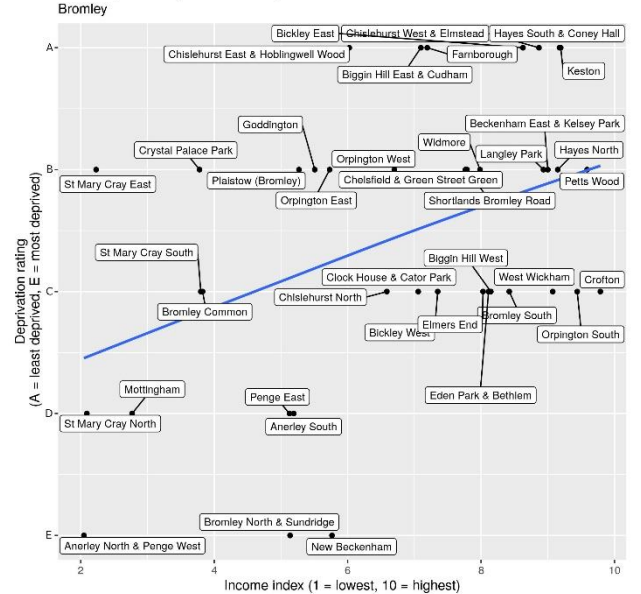 Bromley
Bickley East
Chislehurst West & Elmstead
Hayes South & Coney Hall
A
Chislehurst East & Hoblingwell Wood
Farnborough
Biggin Hill East & Cudham
Keston
Goddington
Beckenham East & Kelsey Park
Crystal Palace Park
Orpington West
Widmore
Langley Park
Hayes North
B
St Mary Cray East
Plaistow (Bromley)
Chelsfield & Green Street Green
Petts Wood
Orpington East
Shortlands Bromley Road
Deprivation rating
(A = least deprived, E = most deprived)
St Mary Cray South
Biggin Hill West
Clock House & Cator Park
West Wickham
Crofton
C
Chislehurst North
Bromley Common
Bickley West
Elmers End
Bromley South
Orpington South
Eden Park & Bethlem
Mottingham
Penge East
D
St Mary Cray North
Anerley South
Bromley North & Sundridge
E
Anerley North & Penge West
New Beckenham
2
4
6
8
10
Income index (1 = lowest, 10 = highest)